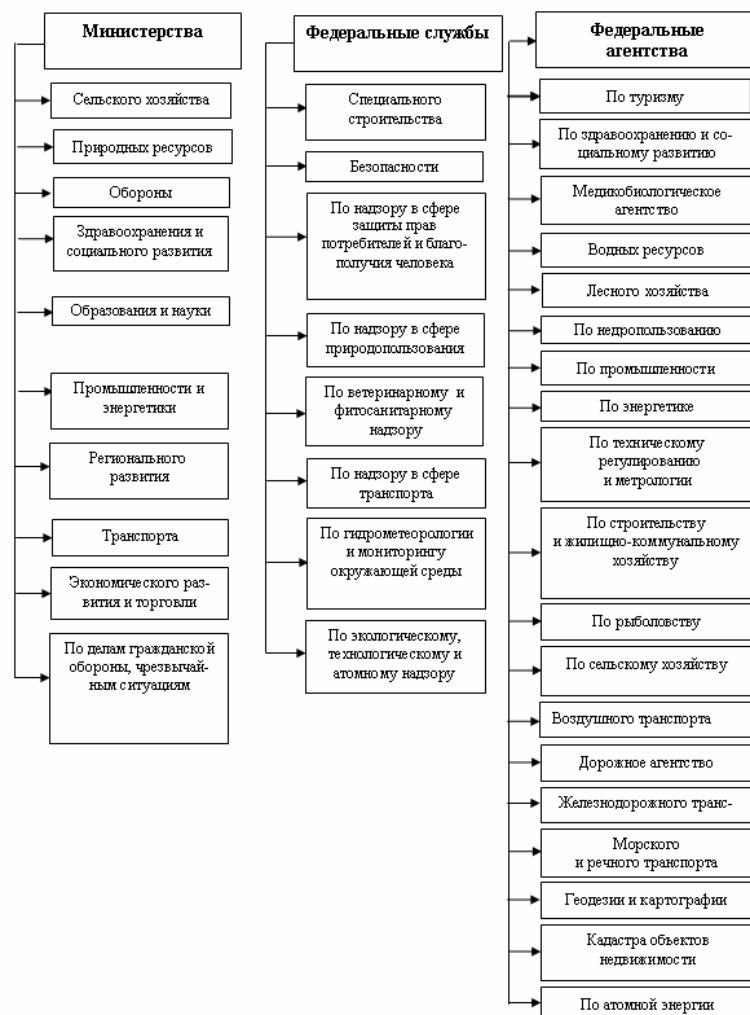 Министерства
Сельского хозяйства
Природных ресурсов
Обороны
Здравоохранения и
социального развития
Образования и науки
Промышленности и
энергетики
Регионального
развития
Транспорта
Экономического раз-
вития и торговли
По делам гражданской
обороны, чрезвычай-
ным ситуациям
Федеральные службы
Специального
строительства
Безопасности
По надзору в сфере
защиты прав
потребителей и благо-
получия человека
По надзору в сфере
природопользования
По ветеринарному и
фитосанитарному
надзору
По надзору в сфере
транспорта
По гидрометеорологии
и мониторингу
окружающей среды
По экологическому,
технологическому и
атомному надзору
Федеральные
агентства
По туризму
По здравоохранению и со-
циальному развитию
Медикобиологическое
агентство
Водных ресурсов
Лесного хозяйства
По недропользованию
По промышленности
По энергетике
По техническому
регулированию
и метрологии
По строительству
и жилищно-коммунальному
хозяйству
По рыболовству
По сельскому хозяйству
Воздушного транспорта
Дорожное агентство
Железнодорожного транс-
Морского
и речного транспорта
Геодезии и картографии
Кадастра объектов
недвижимости
По атомной энергии